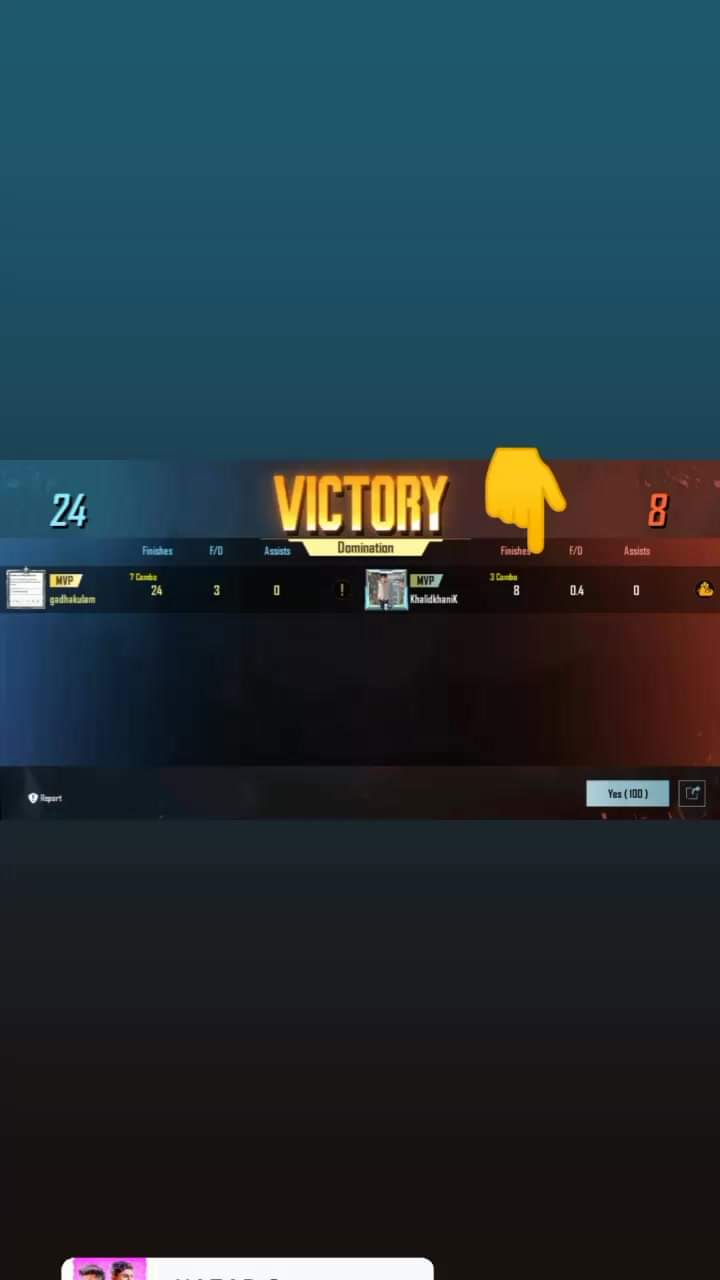 24
VICTORY
8
Domination
Finishes F/D Assists
Finishes F/D Assists
MVP
7 Combo
gadhakulam
24 3 0
!
MVP
3 Combo
KhalidkhaniK
8 0.4 0
Report
Yes ( 100 )